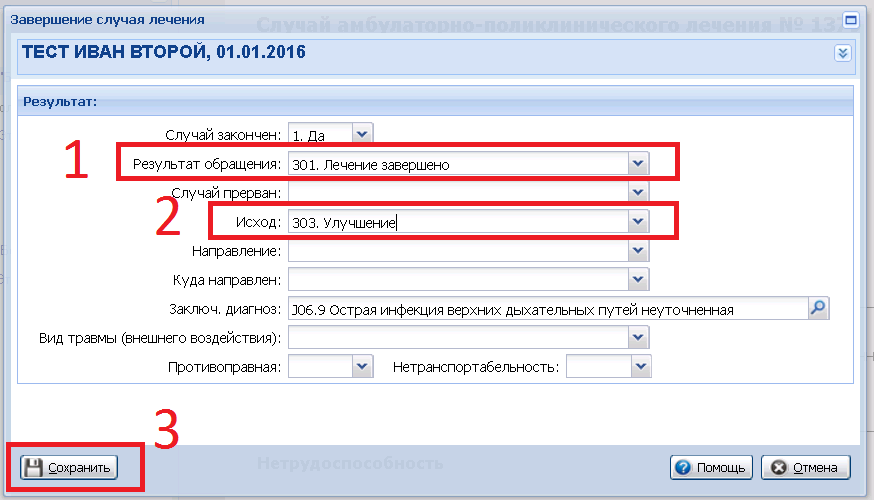 Завершение случая лечения
Случай амбулаторно-поликлинического лечения № 13
ТЕСТ ИВАН ВТОРОЙ, 01.01.2016
Результат:
Случай закончен: 1. Да
1
Результат обращения: 301. Лечение завершено
Случай прерван:
2
Исход: 303. Улучшение
Направление:
Куда направлен:
Заключ. диагноз: J06.9 Острая инфекция верхних дыхательных путей неуточненная
Вид травмы (внешнего воздействия):
Противоправная: Нетранспортабельность:
3
Сохранить
Нетрудоспособность
Помощь Отмена